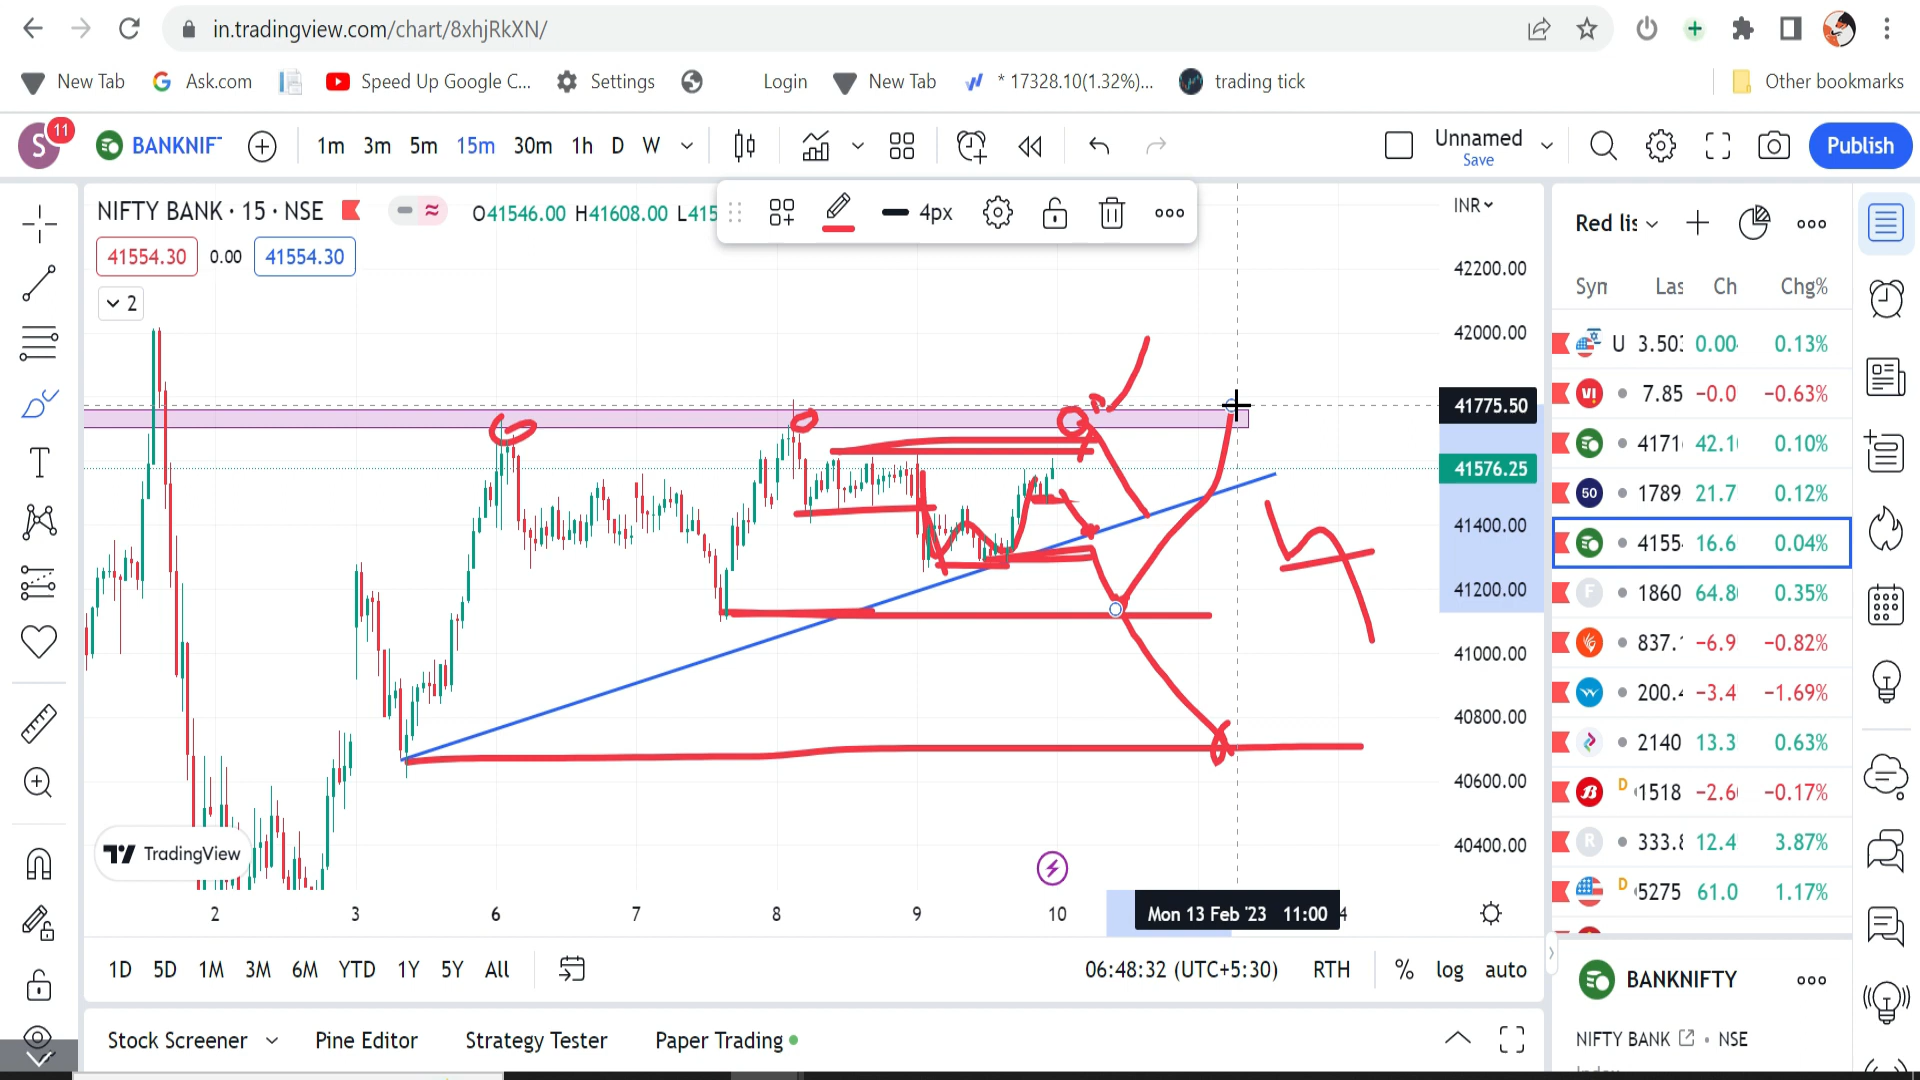 in.tradingview.com/chart/8xhjRkXN/
New Tab Ask.com Speed Up Google C... Settings Login New Tab * 17328.10(1.32%)... trading tick Other bookmarks
S 11 BANKNIF 1m 3m 5m 15m 30m 1h D W Unnamed Save Publish
NIFTY BANK · 15 · NSE O41546.00 H41608.00 L415 4px INR
41554.30 0.00 41554.30
2
42200.00
42000.00
41775.50
41576.25
41400.00
41200.00
41000.00
40800.00
40600.00
40400.00
TradingView
2 3 6 7 8 9 10 Mon 13 Feb '23 11:00 4
1D 5D 1M 3M 6M YTD 1Y 5Y All 06:48:32 (UTC+5:30) RTH % log auto
Stock Screener Pine Editor Strategy Tester Paper Trading
Red lis
Syn Las Ch Chg%
U 3.503 0.00 0.13%
7.85 −0.0 −0.63%
4171 42.1 0.10%
50 1789 21.7 0.12%
4155 16.6 0.04%
F 1860 64.8 0.35%
837. −6.9 −0.82%
200. −3.4 −1.69%
2140 13.3 0.63%
D 1518 −2.6 −0.17%
R 333.8 12.4 3.87%
D 5275 61.0 1.17%
BANKNIFTY
NIFTY BANK • NSE